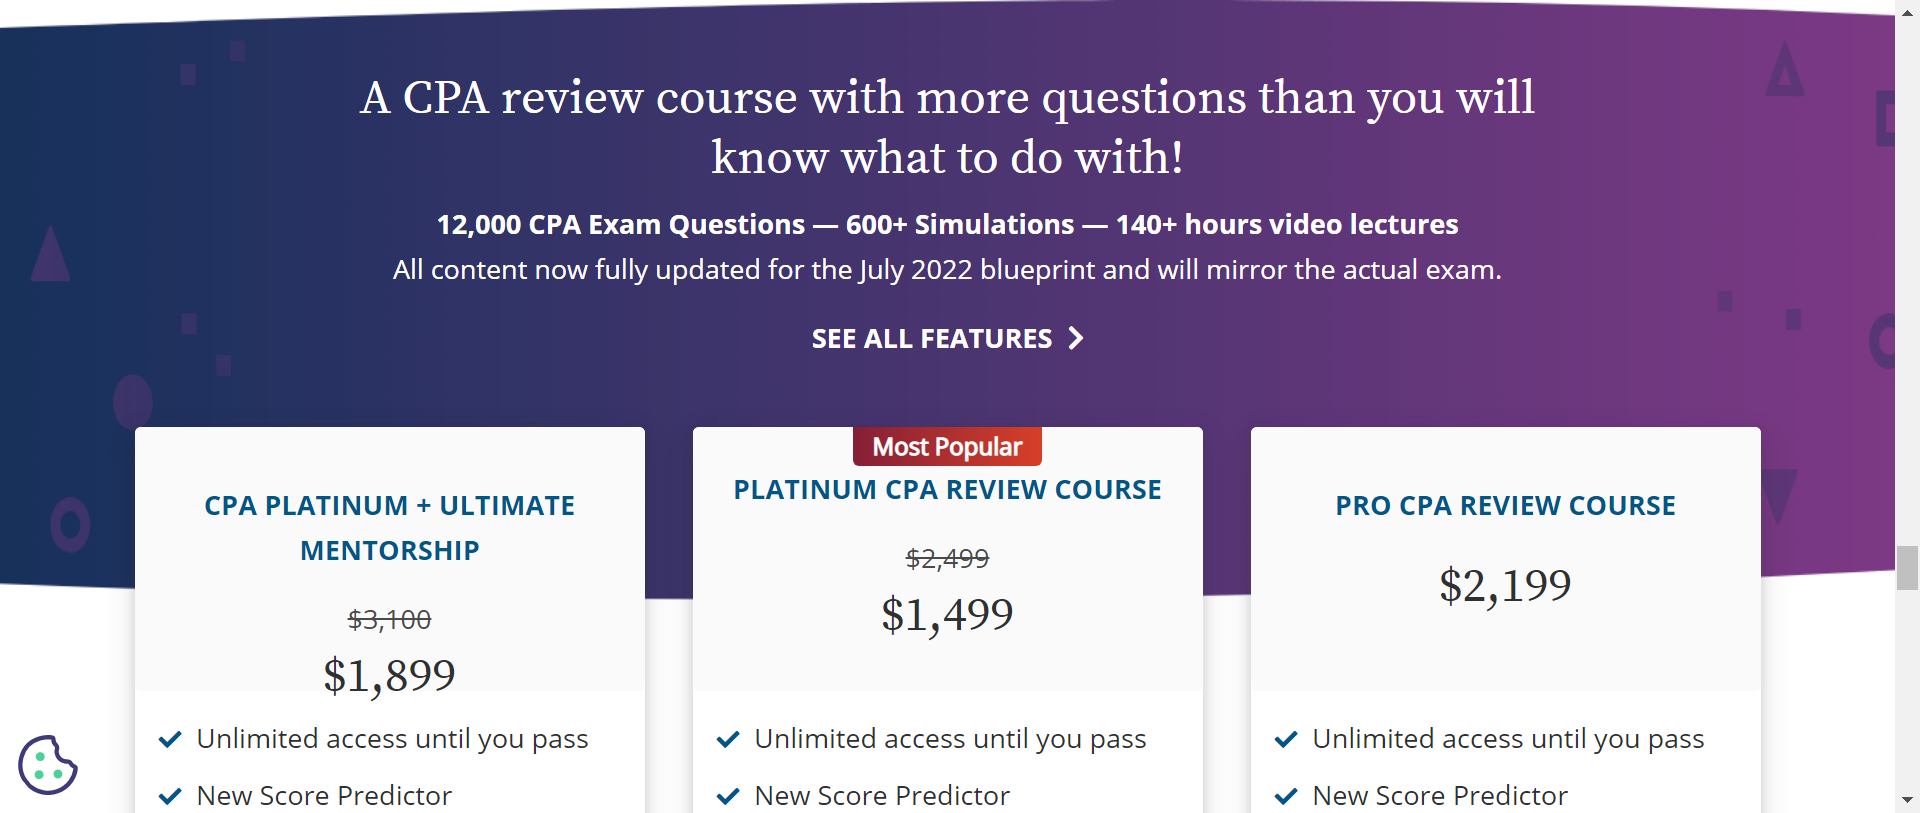 A CPA review course with more questions than you will
know what to do with!
12,000 CPA Exam Questions — 600+ Simulations — 140+ hours video lectures
All content now fully updated for the July 2022 blueprint and will mirror the actual exam.
SEE ALL FEATURES
CPA PLATINUM + ULTIMATE
MENTORSHIP
$3,100
$1,899
Unlimited access until you pass
New Score Predictor
Most Popular
PLATINUM CPA REVIEW COURSE
$2,499
$1,499
Unlimited access until you pass
New Score Predictor
PRO CPA REVIEW COURSE
$2,199
Unlimited access until you pass
New Score Predictor